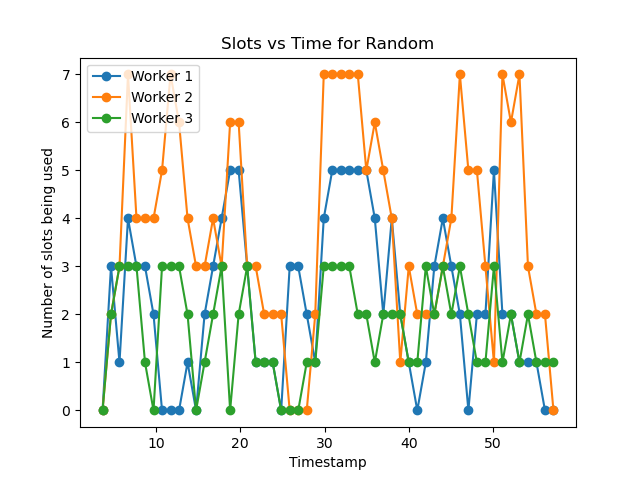 Slots vs Time for Random
Worker 1
Worker 2
Worker 3
Number of slots being used
7
6
5
4
3
2
1
0
10
20
30
40
50
Timestamp